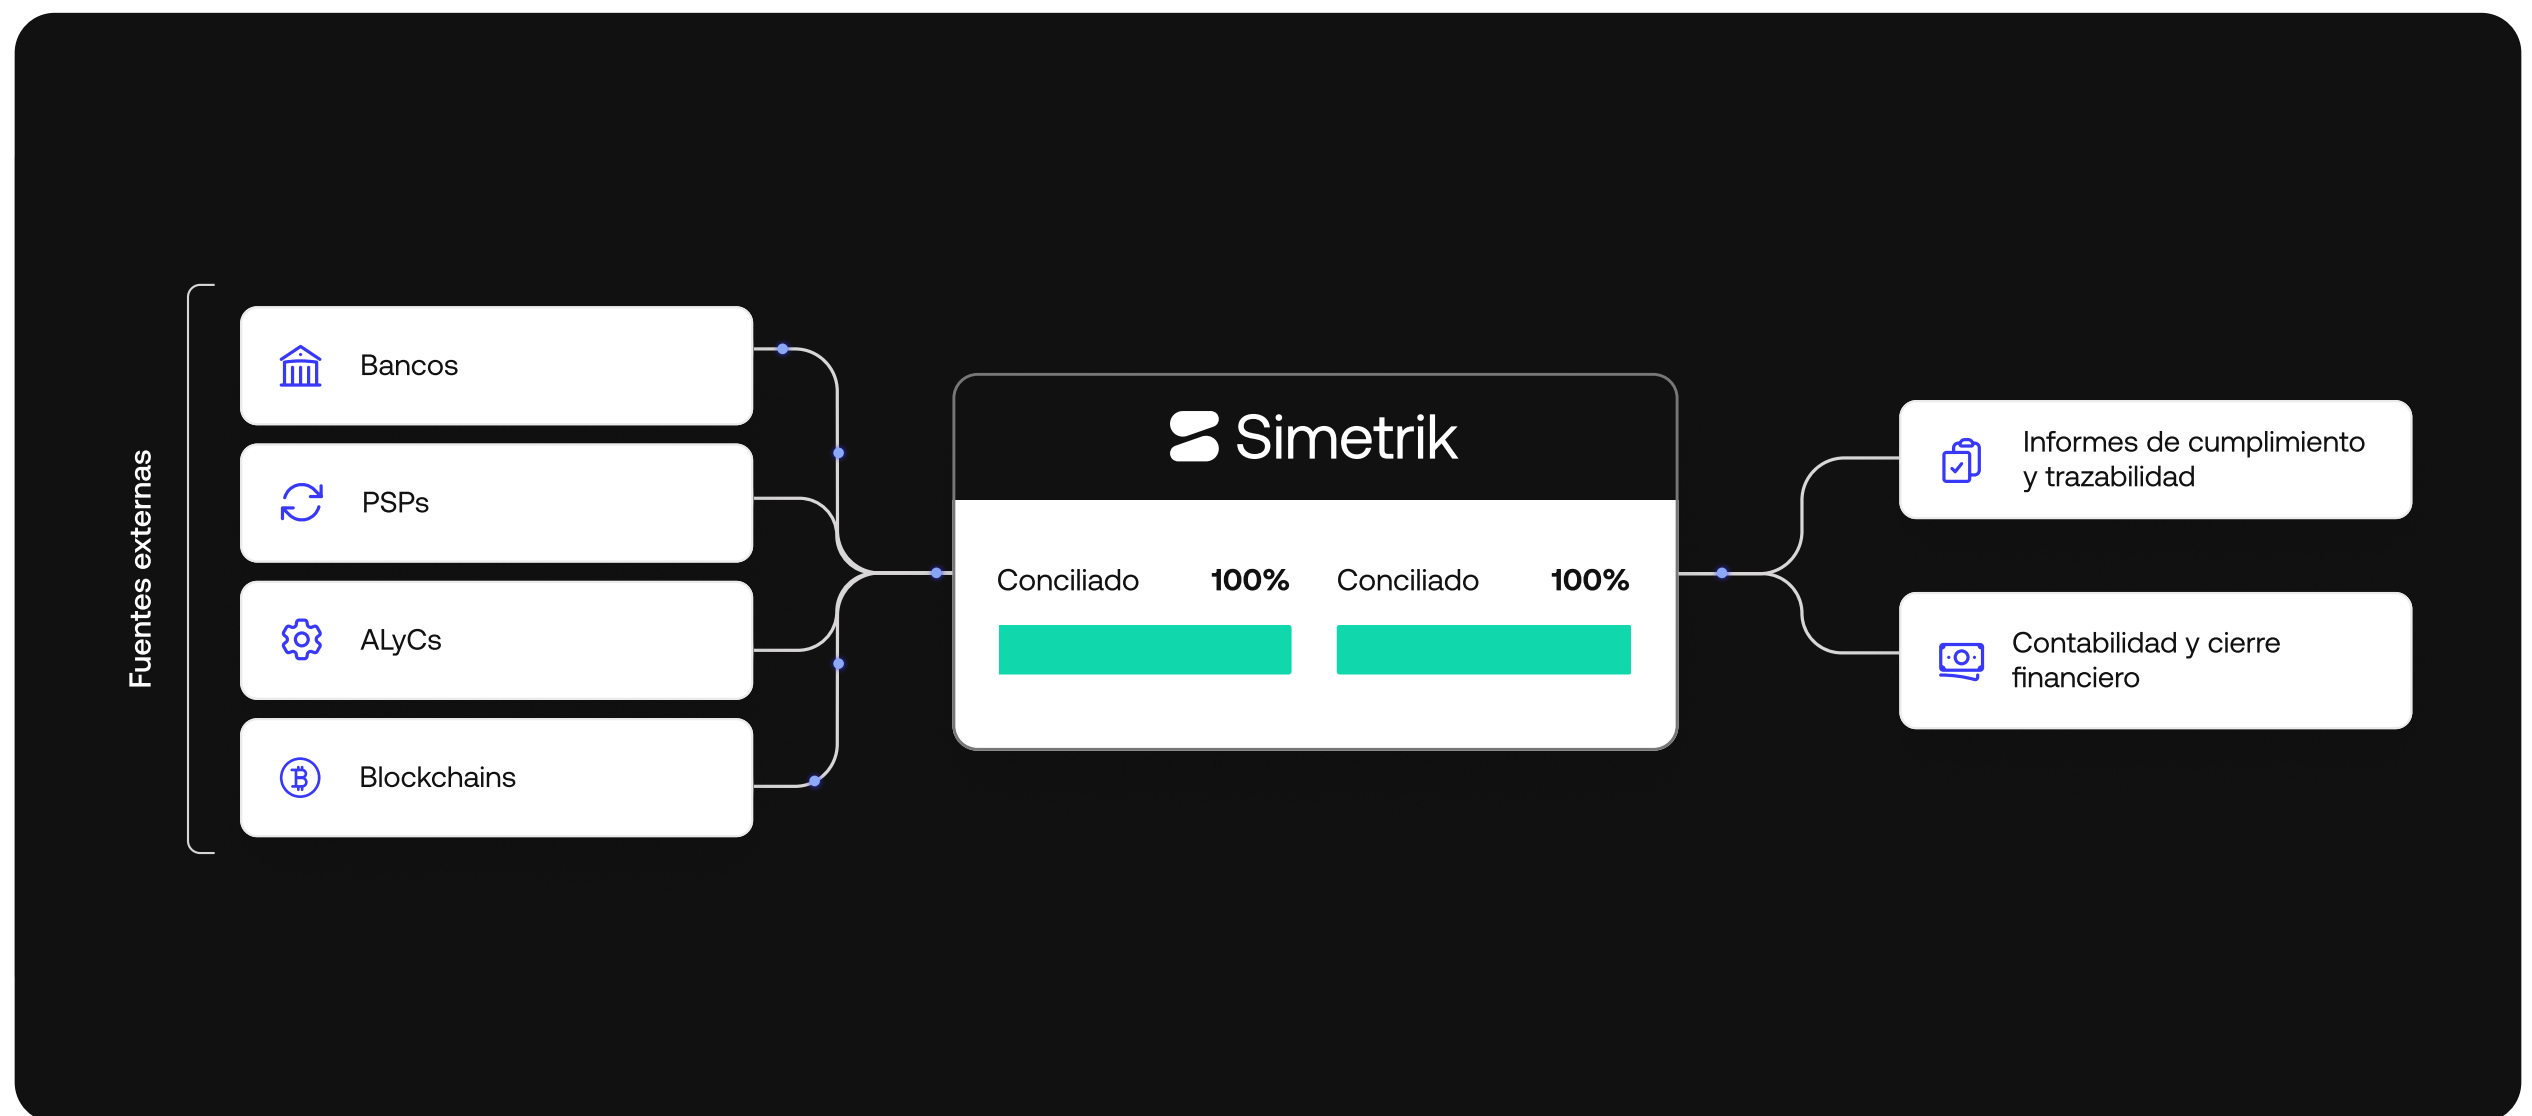 Fuentes externas
Bancos
PSPs
ALyCs
Blockchains
Simetrik
Conciliado 100%
Conciliado 100%
Informes de cumplimiento
y trazabilidad
Contabilidad y cierre
financiero